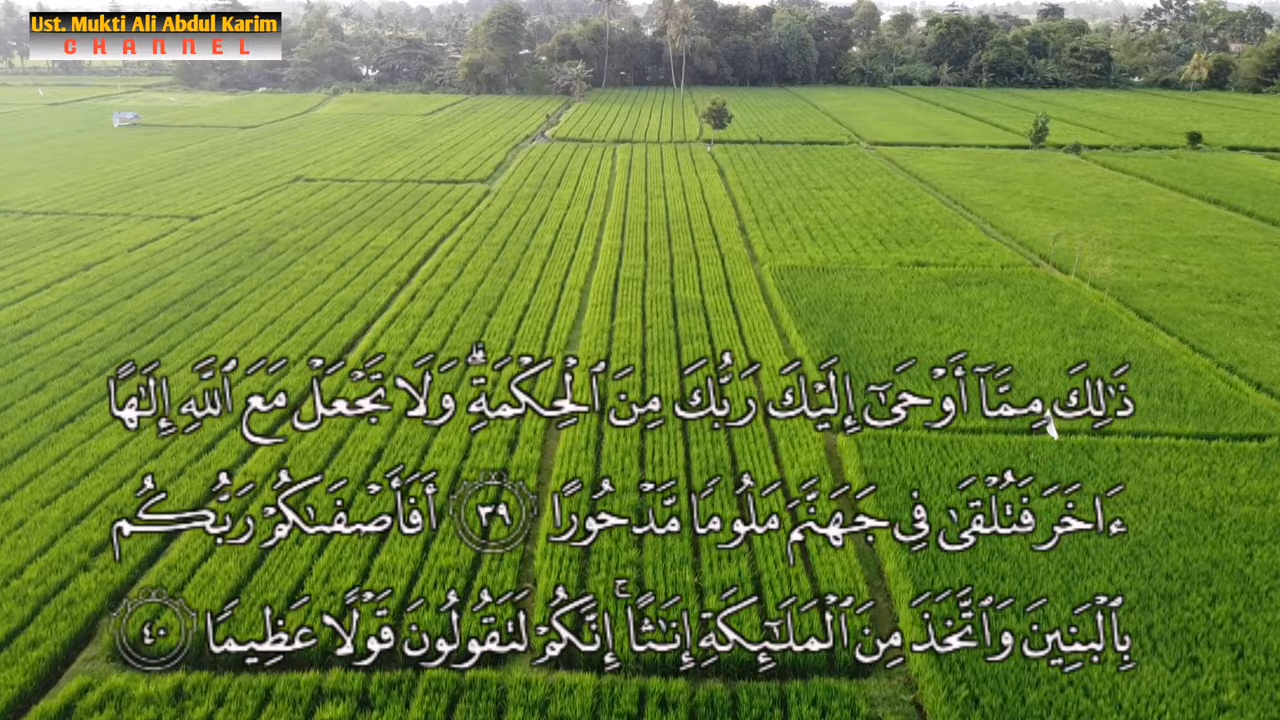 Ust. Mukti Ali Abdul Karim
CHANNEL
ذَٰلِكَ مِمَّآ أَوْحَىٰٓ إِلَيْكَ رَبُّكَ مِنَ ٱلْحِكْمَةِ ۗ وَلَا تَجْعَلْ مَعَ ٱللَّهِ إِلَٰهًا
ءَاخَرَ فَتُلْقَىٰ فِى جَهَنَّمَ مَلُومًا مَّدْحُورًا ٣٩ أَفَأَصْفَىٰكُمْ رَبُّكُم
بِٱلْبَنِينَ وَٱتَّخَذَ مِنَ ٱلْمَلَٰٓئِكَةِ إِنَٰثًا ۚ إِنَّكُمْ لَتَقُولُونَ قَوْلًا عَظِيمًا ٤٠